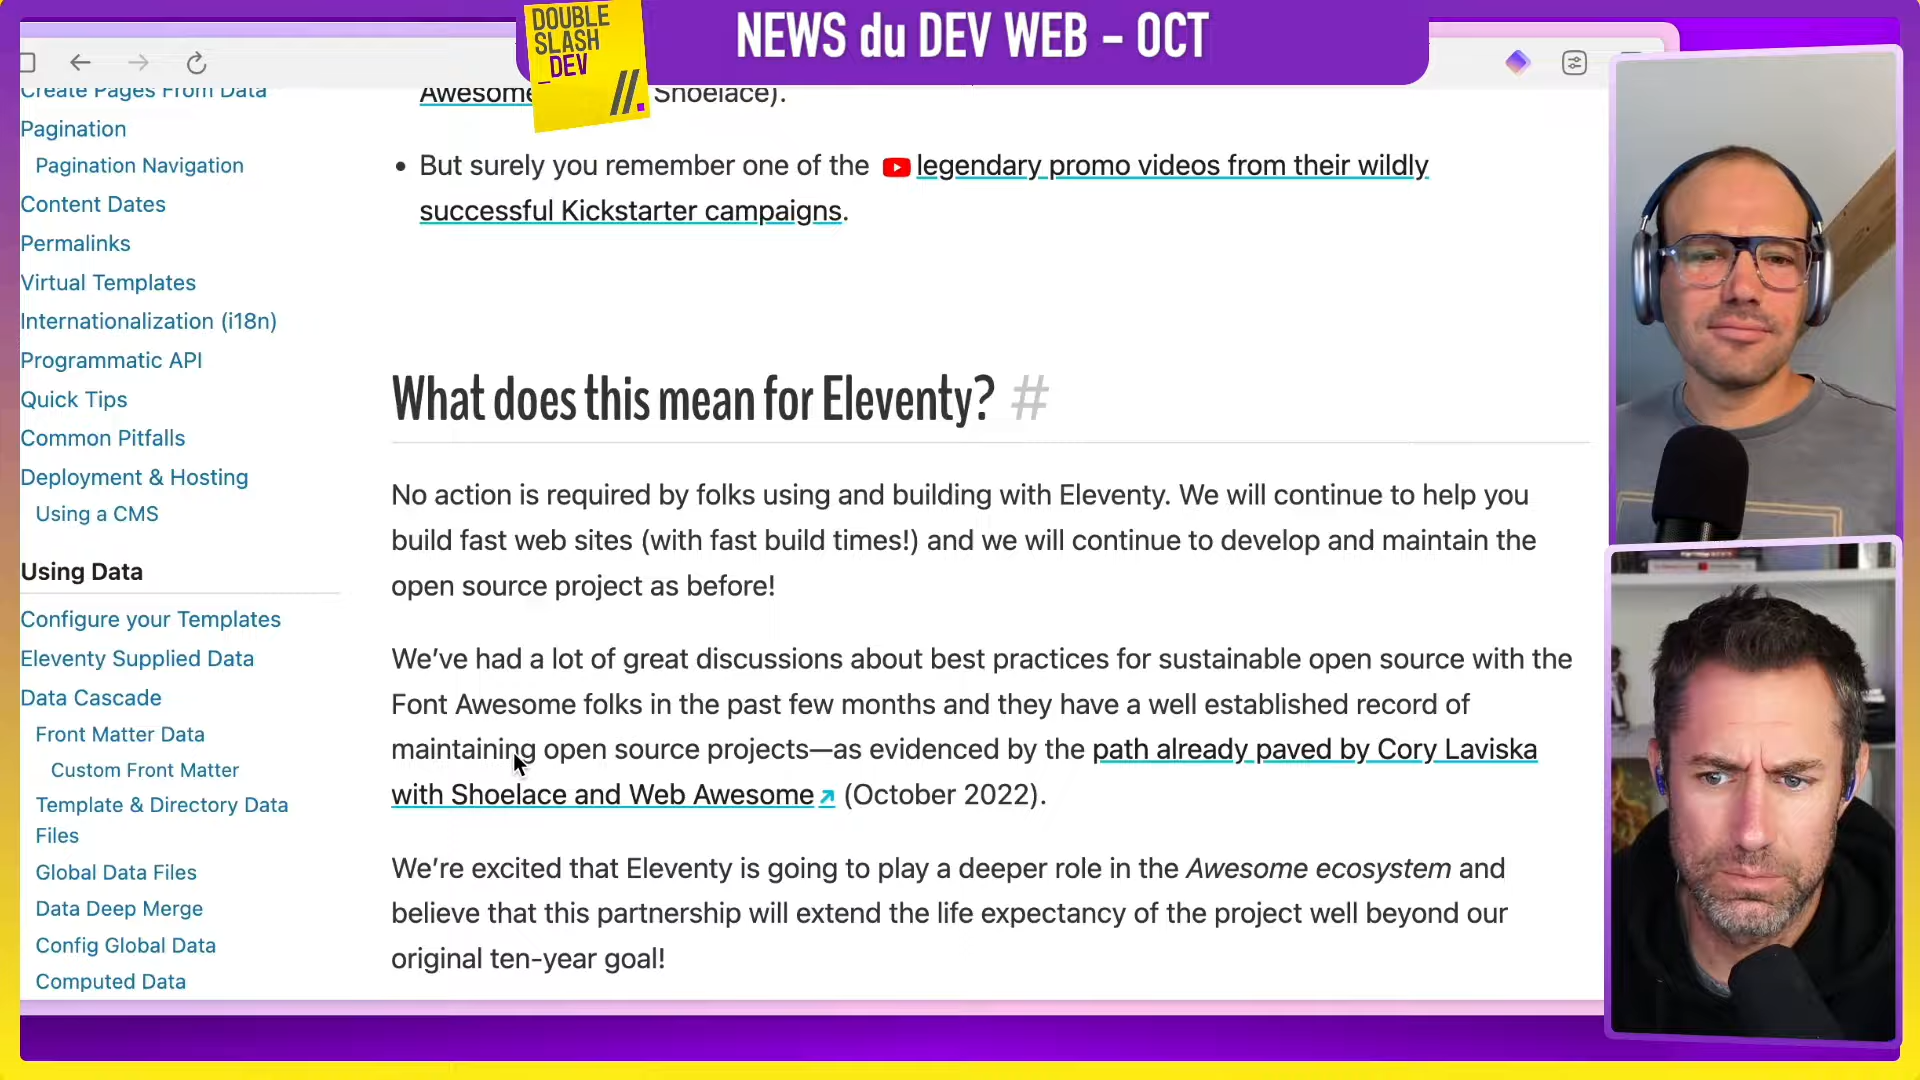 DOUBLE
SLASH
_DEV
//.
NEWS du DEV WEB – OCT
Create Pages From Data
Pagination
Pagination Navigation
Content Dates
Permalinks
Virtual Templates
Internationalization (i18n)
Programmatic API
Quick Tips
Common Pitfalls
Deployment & Hosting
Using a CMS
Using Data
Configure your Templates
Eleventy Supplied Data
Data Cascade
Front Matter Data
Custom Front Matter
Template & Directory Data
Files
Global Data Files
Data Deep Merge
Config Global Data
Computed Data
Awesome Shoelace).
• But surely you remember one of the legendary promo videos from their wildly
successful Kickstarter campaigns.
What does this mean for Eleventy? #
No action is required by folks using and building with Eleventy. We will continue to help you
build fast web sites (with fast build times!) and we will continue to develop and maintain the
open source project as before!
We’ve had a lot of great discussions about best practices for sustainable open source with the
Font Awesome folks in the past few months and they have a well established record of
maintaining open source projects—as evidenced by the path already paved by Cory Laviska
with Shoelace and Web Awesome (October 2022).
We’re excited that Eleventy is going to play a deeper role in the Awesome ecosystem and
believe that this partnership will extend the life expectancy of the project well beyond our
original ten-year goal!